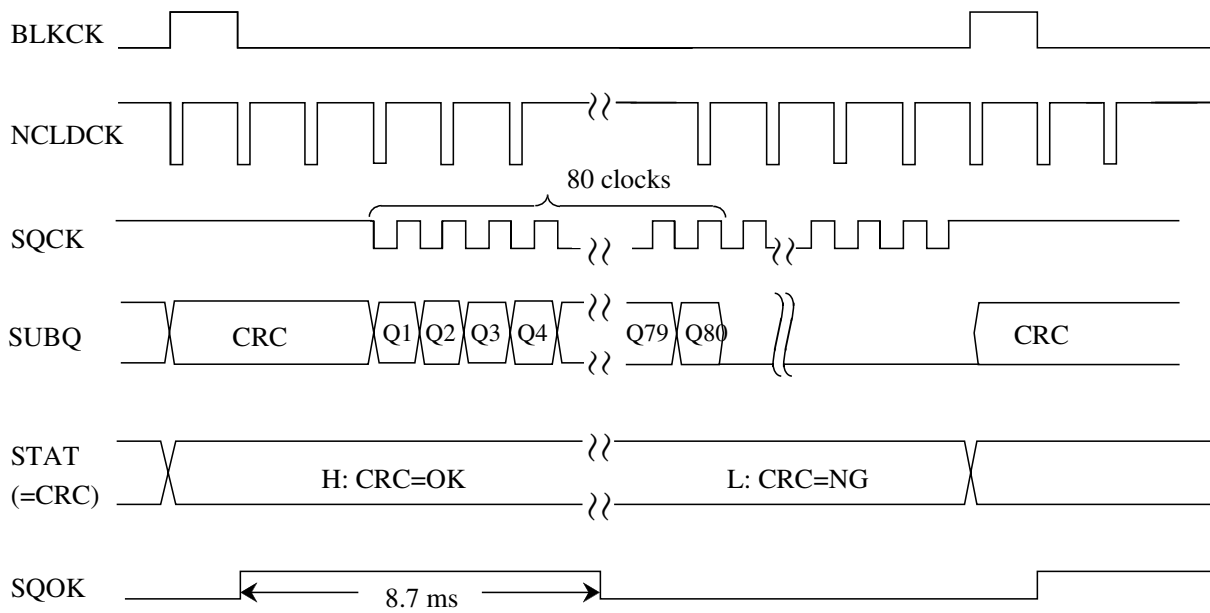 BLKCK
NCLDCK
80 clocks
SQCK
SUBQ CRC Q1 Q2 Q3 Q4 Q79 Q80 CRC
STAT
(=CRC)
H: CRC=OK L: CRC=NG
SQOK
8.7 ms